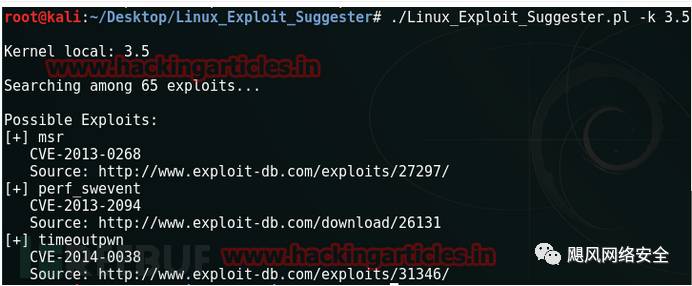 root@kali:~/Desktop/Linux_Exploit_Suggester# ./Linux_Exploit_Suggester.pl -k 3.5
Kernel local: 3.5
www.hackingarticles.in
Searching among 65 exploits...
Possible Exploits:
[+] msr
CVE-2013-0268
Source: http://www.exploit-db.com/exploits/27297/
[+] perf_swevent
CVE-2013-2094
Source: http://www.exploit-db.com/download/26131
[+] timeoutpwn
CVE-2014-0038
www.hackingarticles.in
飓风网络安全
Source: http://www.exploit-db.com/exploits/31346/